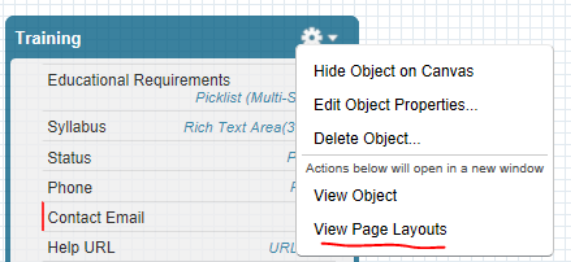 Training
Hide Object on Canvas
Educational Requirements
Picklist (Multi-S
Edit Object Properties...
Syllabus Rich Text Area(3
Delete Object...
Status P
Actions below will open in a new window
Phone
View Object
Contact Email
View Page Layouts
Help URL URL